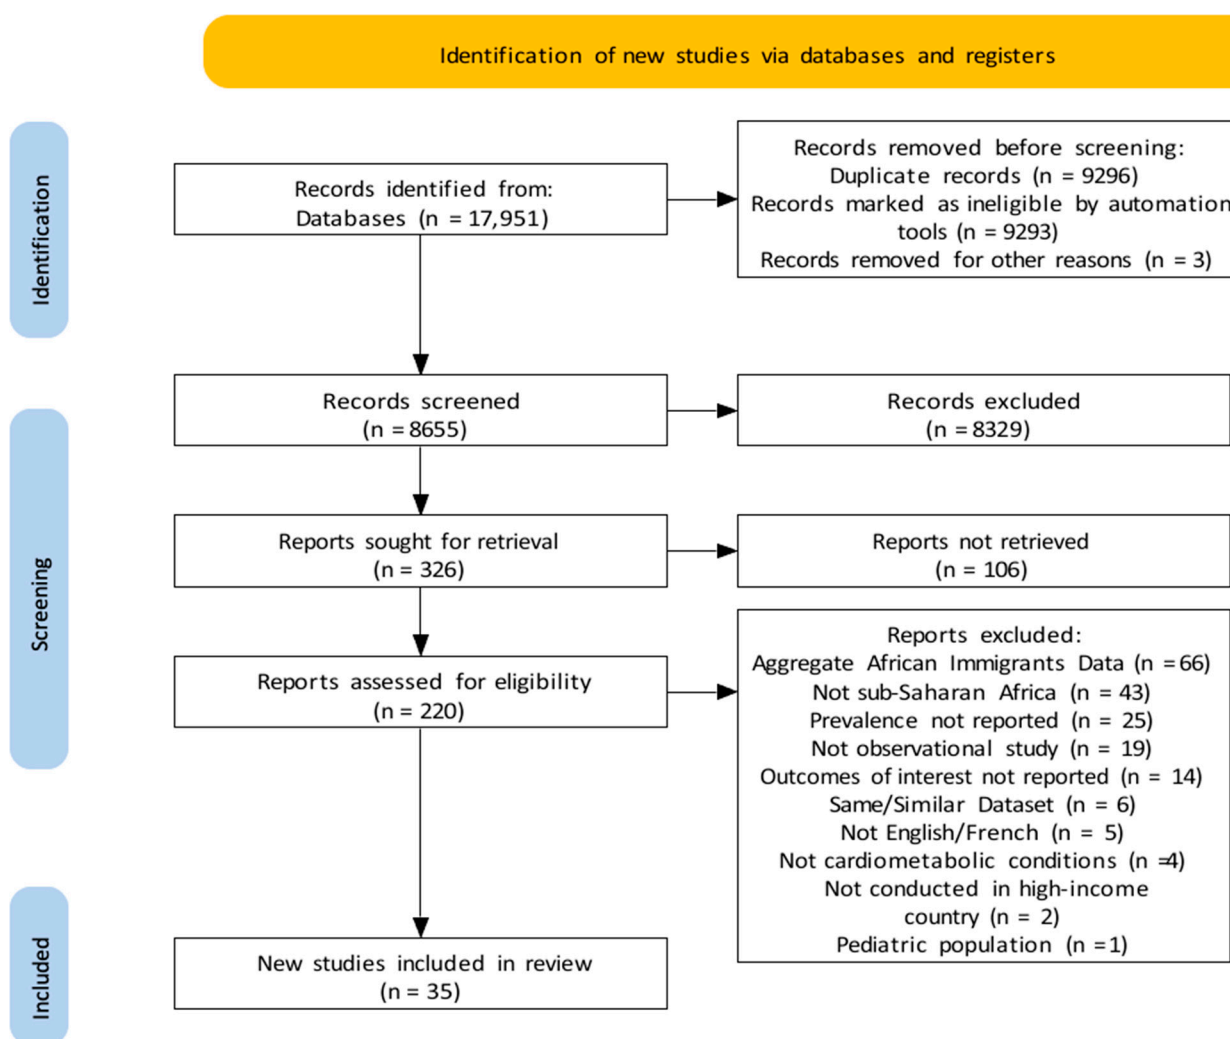 Identification of new studies via databases and registers
Identification
Records identified from:
Databases (n = 17,951)
Records removed before screening:
Duplicate records (n = 9296)
Records marked as ineligible by automation
tools (n = 9293)
Records removed for other reasons (n = 3)
Screening
Records screened
(n = 8655)
Records excluded
(n = 8329)
Reports sought for retrieval
(n = 326)
Reports not retrieved
(n = 106)
Reports assessed for eligibility
(n = 220)
Reports excluded:
Aggregate African Immigrants Data (n = 66)
Not sub-Saharan Africa (n = 43)
Prevalence not reported (n = 25)
Not observational study (n = 19)
Outcomes of interest not reported (n = 14)
Same/Similar Dataset (n = 6)
Not English/French (n = 5)
Not cardiometabolic conditions (n =4)
Not conducted in high-income
country (n = 2)
Pediatric population (n =1)
Included
New studies included in review
(n = 35)